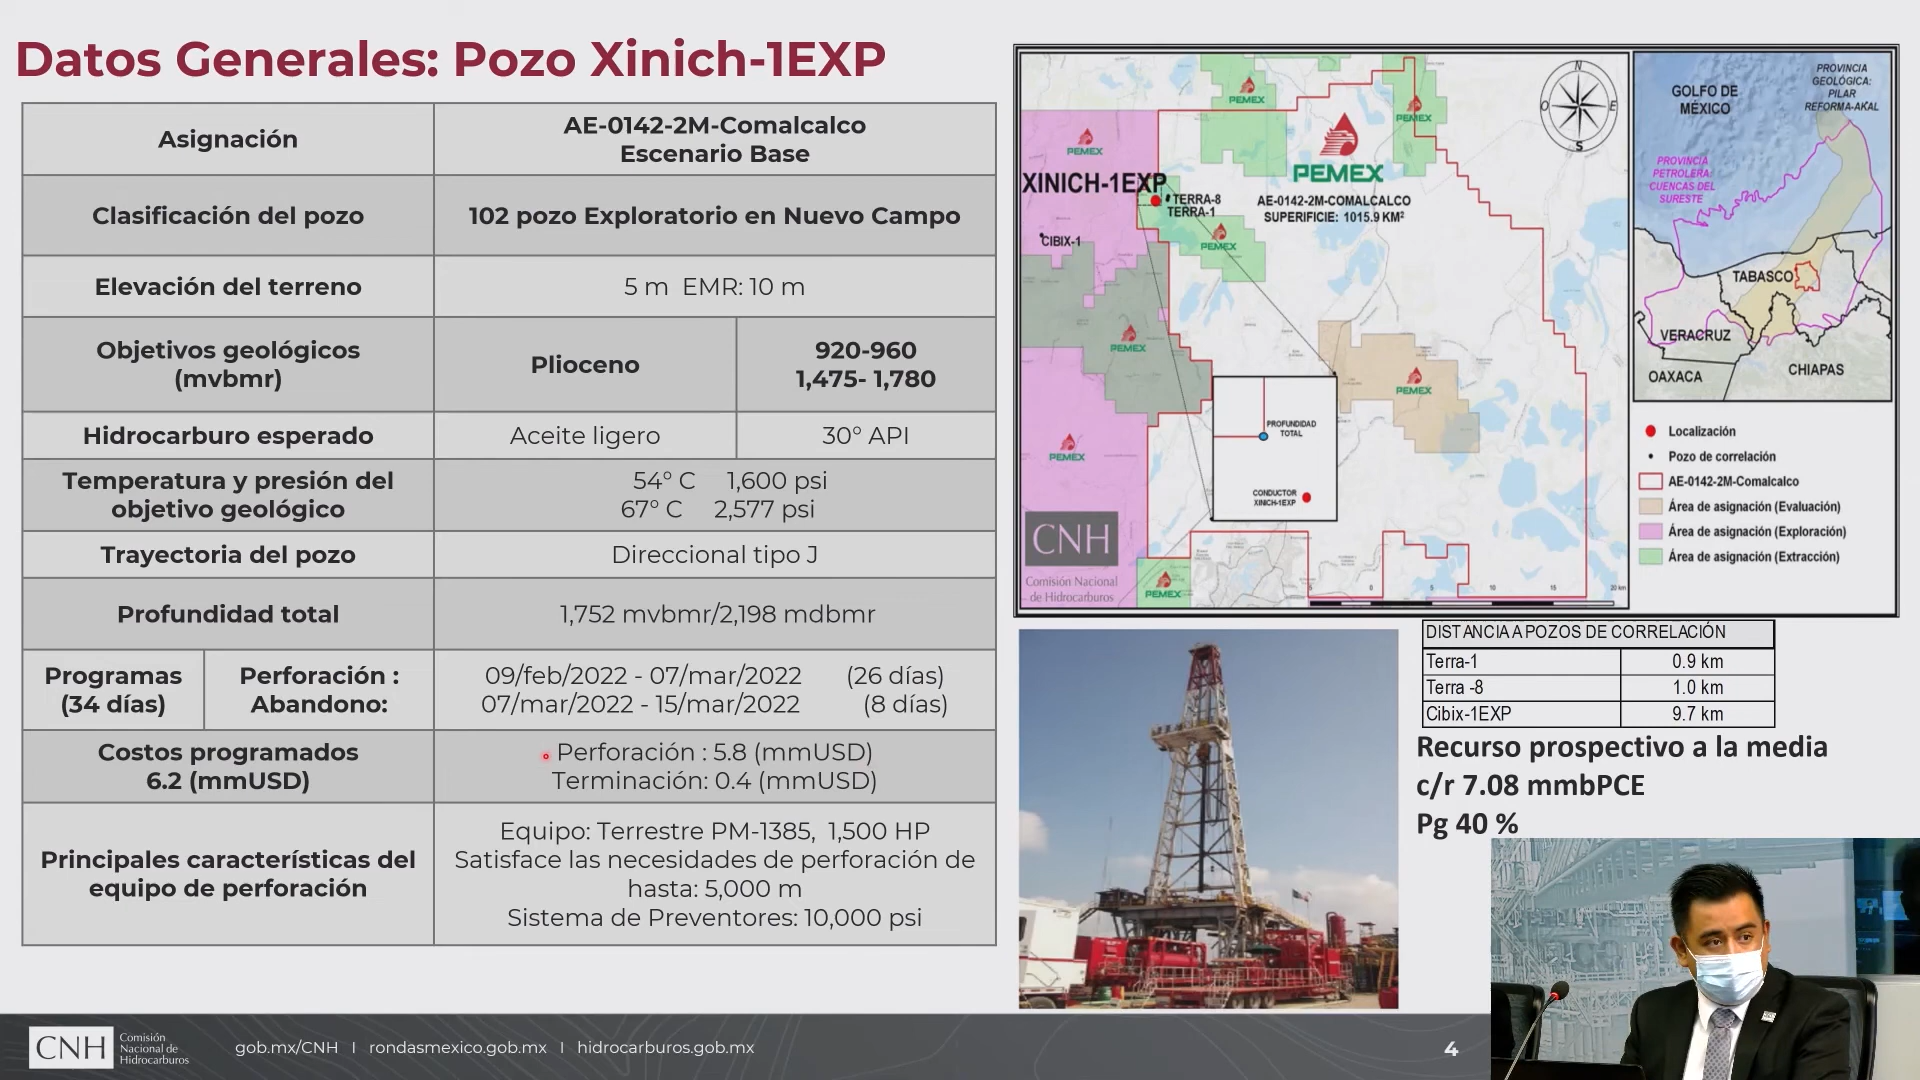 Datos Generales: Pozo Xinich-1EXP
Asignación
AE-0142-2M-Comalcalco
Escenario Base
Clasificación del pozo
102 pozo Exploratorio en Nuevo Campo
Elevación del terreno
5 m EMR: 10 m
Objetivos geológicos
(mvbmr)
Plioceno
920-960
1,475- 1,780
Hidrocarburo esperado
Aceite ligero
30° API
Temperatura y presión del
objetivo geológico
54° C 1,600 psi
67° C 2,577 psi
Trayectoria del pozo
Direccional tipo J
Profundidad total
1,752 mvbmr/2,198 mdbmr
Programas
(34 días)
Perforación :
Abandono:
09/feb/2022 - 07/mar/2022 (26 días)
07/mar/2022 - 15/mar/2022 (8 días)
Costos programados
6.2 (mmUSD)
Perforación : 5.8 (mmUSD)
Terminación: 0.4 (mmUSD)
Principales características del
equipo de perforación
Equipo: Terrestre PM-1385, 1,500 HP
Satisface las necesidades de perforación de
hasta: 5,000 m
Sistema de Preventores: 10,000 psi
PEMEX
PEMEX
PEMEX
PEMEX
XINICH-1EXP
TERRA-8
TERRA-1
AE-0142-2M-COMALCALCO
SUPERIFICIE: 1015.9 KM²
PEMEX
CIBIX-1
PEMEX
PEMEX
PEMEX
PEMEX
PROFUNDIDAD
TOTAL
CONDUCTOR
XINICH-1EXP
CNH
Comisión Nacional
de Hidrocarburos
N
O
E
S
5
0
5
10
15
20 km
GOLFO DE
MÉXICO
PROVINCIA
GEOLÓGICA:
PILAR
REFORMA-AKAL
PROVINCIA
PETROLERA:
CUENCAS DEL
SURESTE
TABASCO
VERACRUZ
OAXACA
CHIAPAS
Localización
Pozo de correlación
AE-0142-2M-Comalcalco
Área de asignación (Evaluación)
Área de asignación (Exploración)
Área de asignación (Extracción)
DISTANCIA A POZOS DE CORRELACIÓN
Terra-1 0.9 km
Terra -8 1.0 km
Cibix-1EXP 9.7 km
Recurso prospectivo a la media
c/r 7.08 mmbPCE
Pg 40 %
CNH
Comisión
Nacional de
Hidrocarburos
gob.mx/CNH I rondasmexico.gob.mx I hidrocarburos.gob.mx
4